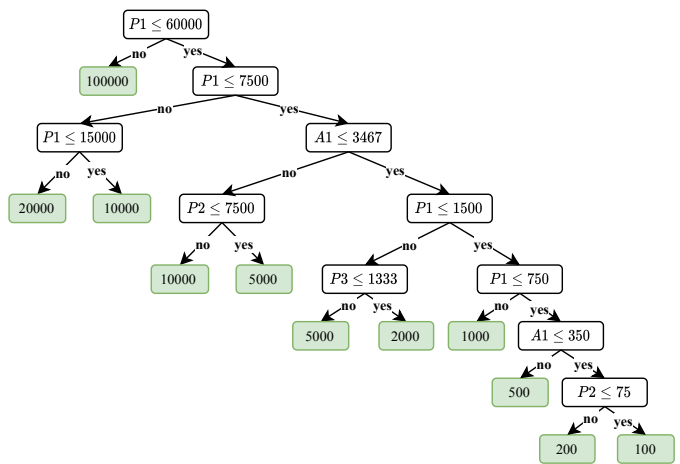 P1 ≤ 60000
no
yes
100000
P1 ≤ 7500
no
yes
P1 ≤ 15000
A1 ≤ 3467
no
yes
no
yes
20000
10000
P2 ≤ 7500
P1 ≤ 1500
no
yes
no
yes
10000
5000
P3 ≤ 1333
P1 ≤ 750
no
yes
no
yes
5000
2000
1000
A1 ≤ 350
no
yes
500
P2 ≤ 75
no
yes
200
100